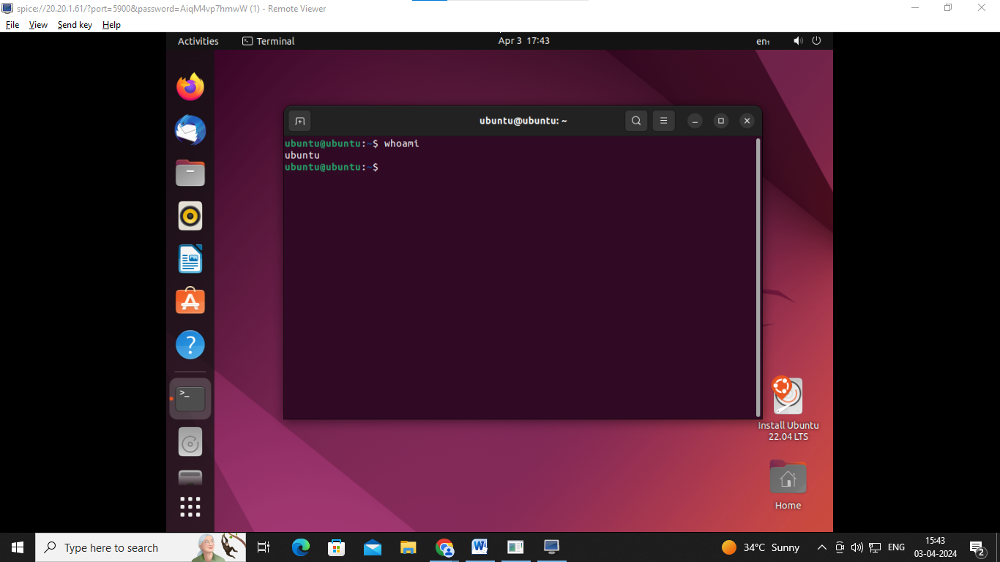 spice://20.20.1.61/?port=5900&password=AiqM4vp7hmwW (1) - Remote Viewer
File View Send key Help
Activities Terminal Apr 3 17:43 en₁
ubuntu@ubuntu: ~
ubuntu@ubuntu:~$ whoami
ubuntu
ubuntu@ubuntu:~$
>_
Install Ubuntu
22.04 LTS
Home
Type here to search
34°C Sunny
ENG
15:43
03-04-2024
2